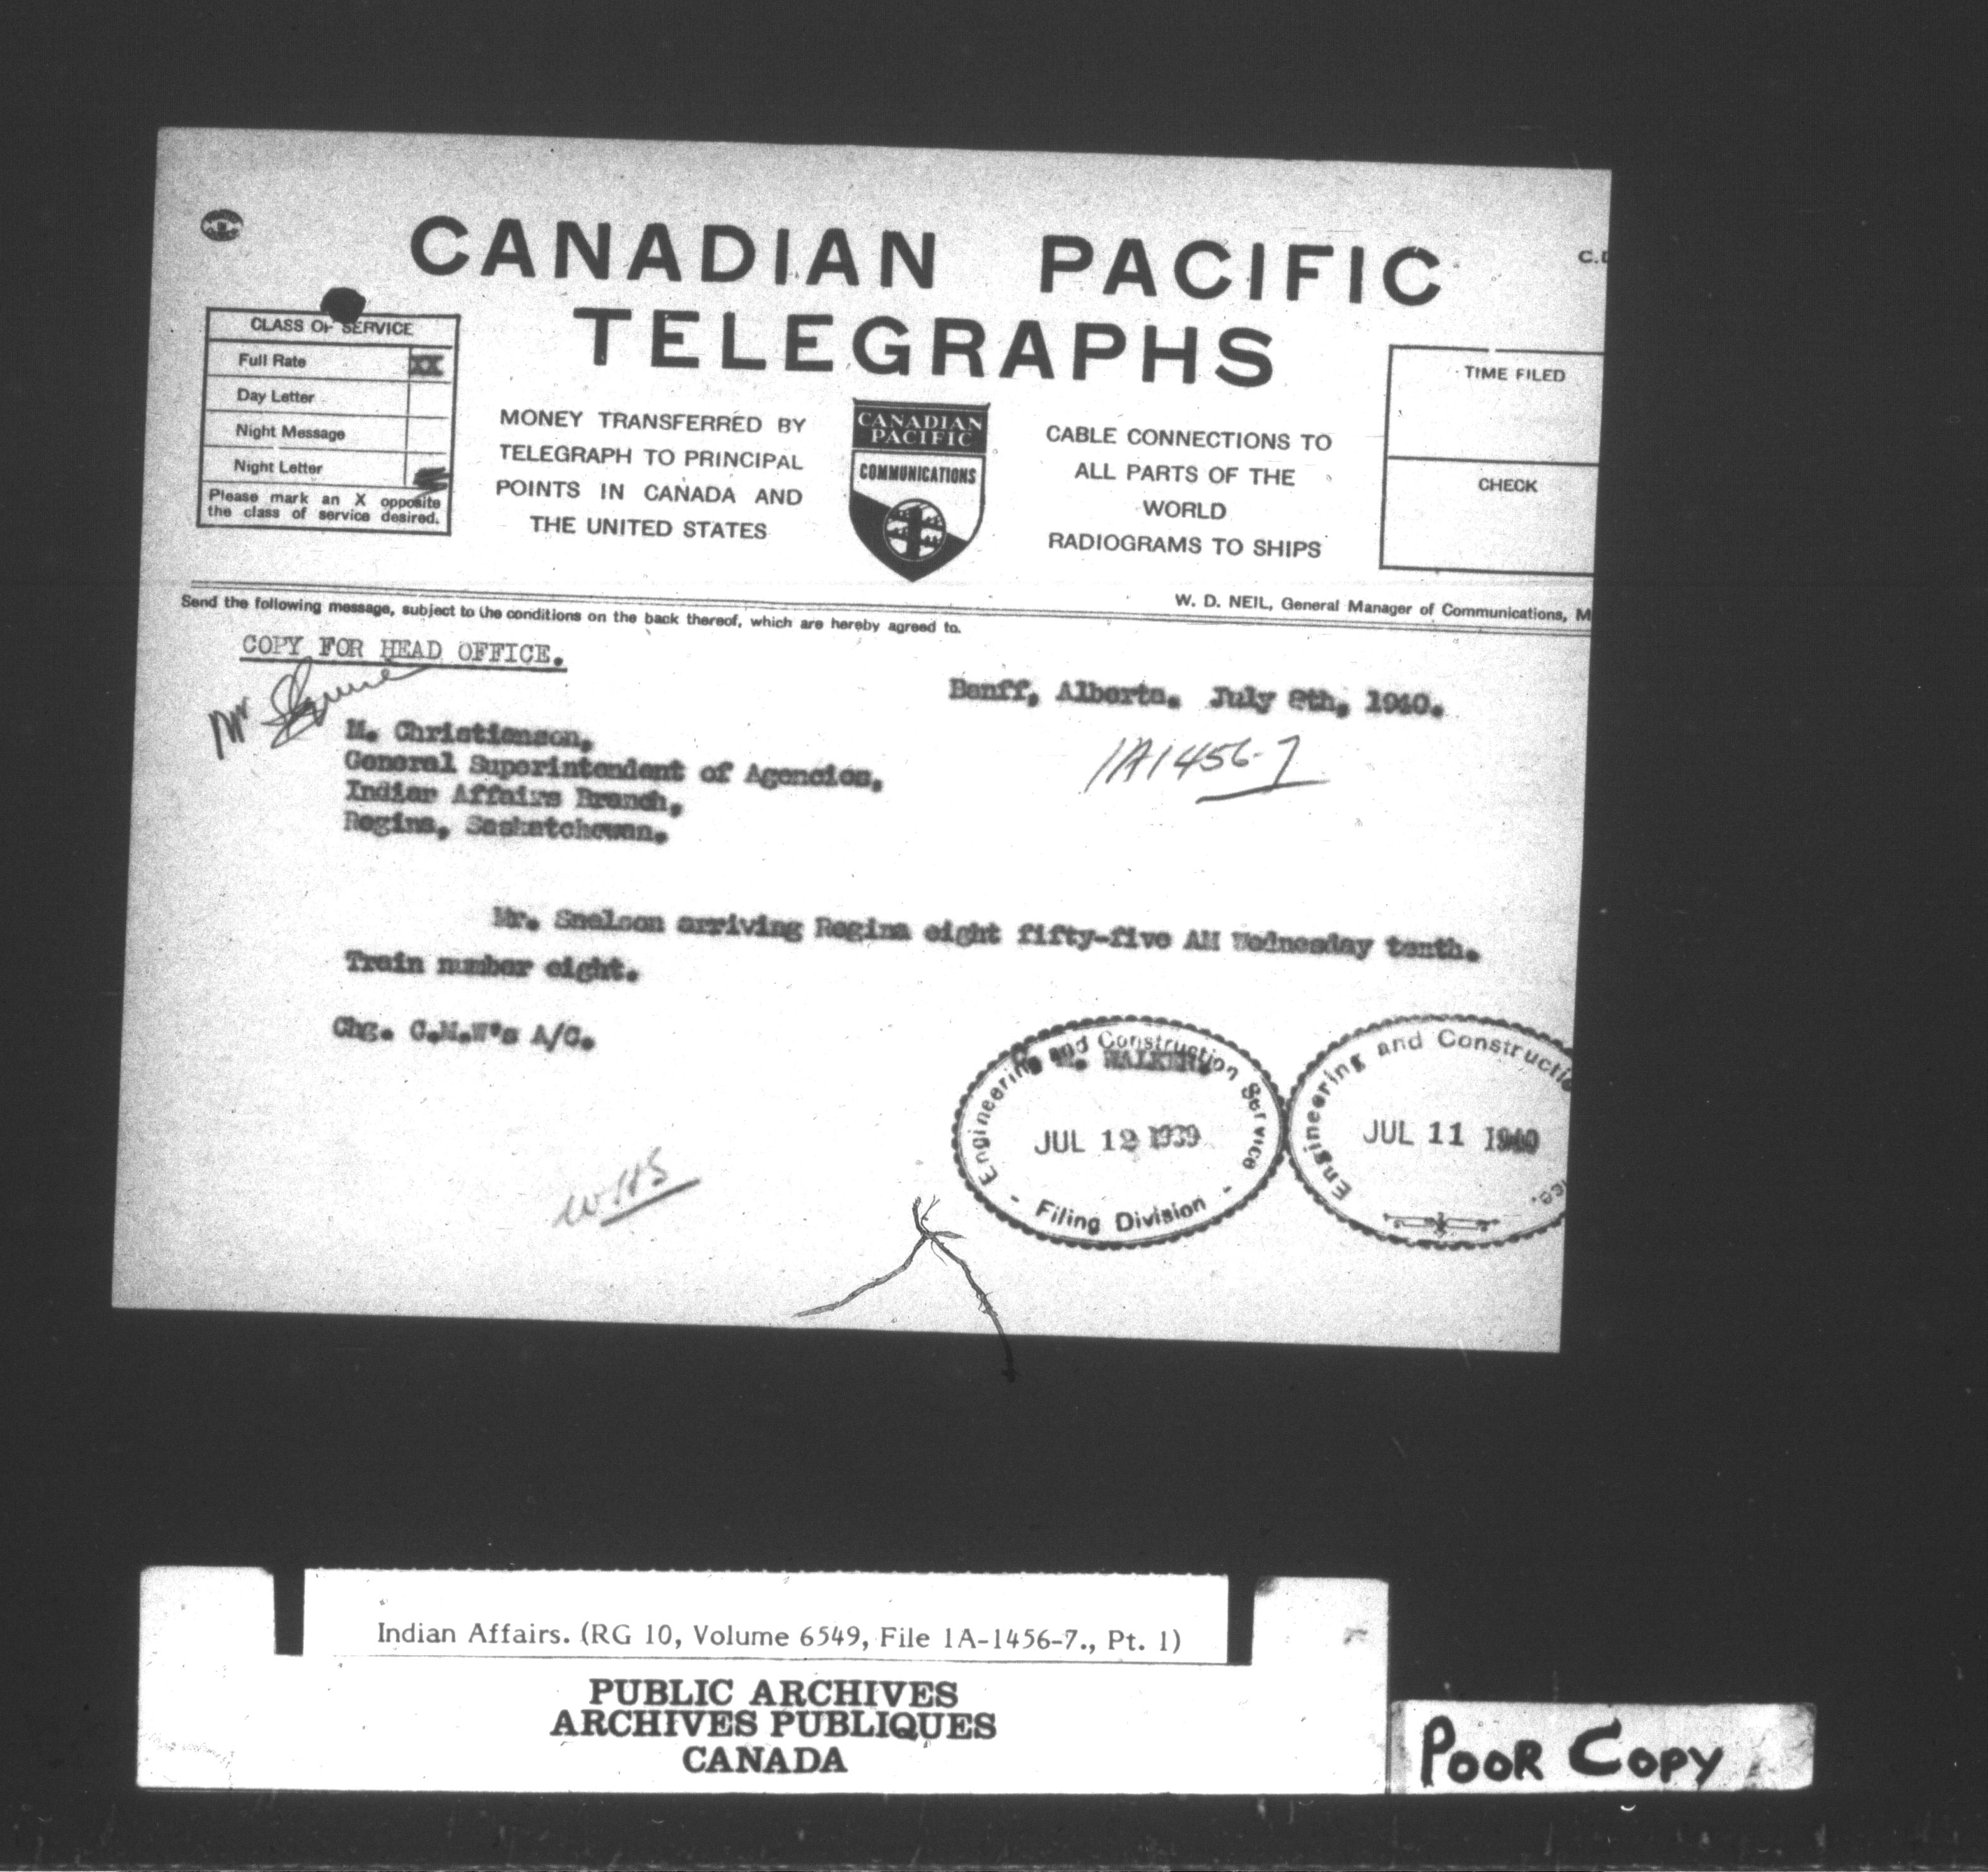 CANADIAN PACIFIC
TELEGRAPHS
C.D
CLASS OF SERVICE
Full Rate XX
Day Letter
Night Message
Night Letter
Please mark an X opposite
the class of service desired.
MONEY TRANSFERRED BY
TELEGRAPH TO PRINCIPAL
POINTS IN CANADA AND
THE UNITED STATES
CANADIAN
PACIFIC
COMMUNICATIONS
CABLE CONNECTIONS TO
ALL PARTS OF THE
WORLD
RADIOGRAMS TO SHIPS
TIME FILED
CHECK
W. D. NEIL, General Manager of Communications, M
Send the following message, subject to the conditions on the back thereof, which are hereby agreed to.
COPY FOR HEAD OFFICE.
Mr
Banff, Alberta. July 8th, 1940.
1A1456-7
M. Christianson,
General Superintendent of Agencies,
Indian Affairs Branch,
Regina, Saskatchewan.
Mr. Snelson arriving Regina eight fifty-five AM Wednesday tenth.
Train number eight.
Chg. C.M.W's A/C.
WALKER.
Engineering and Construction Service
JUL 12 1939
- Filing Division -
Engineering and Constructi
JUL 11 1940
WHS
Indian Affairs. (RG 10, Volume 6549, File 1A-1456-7., Pt. 1)
PUBLIC ARCHIVES
ARCHIVES PUBLIQUES
CANADA
POOR COPY